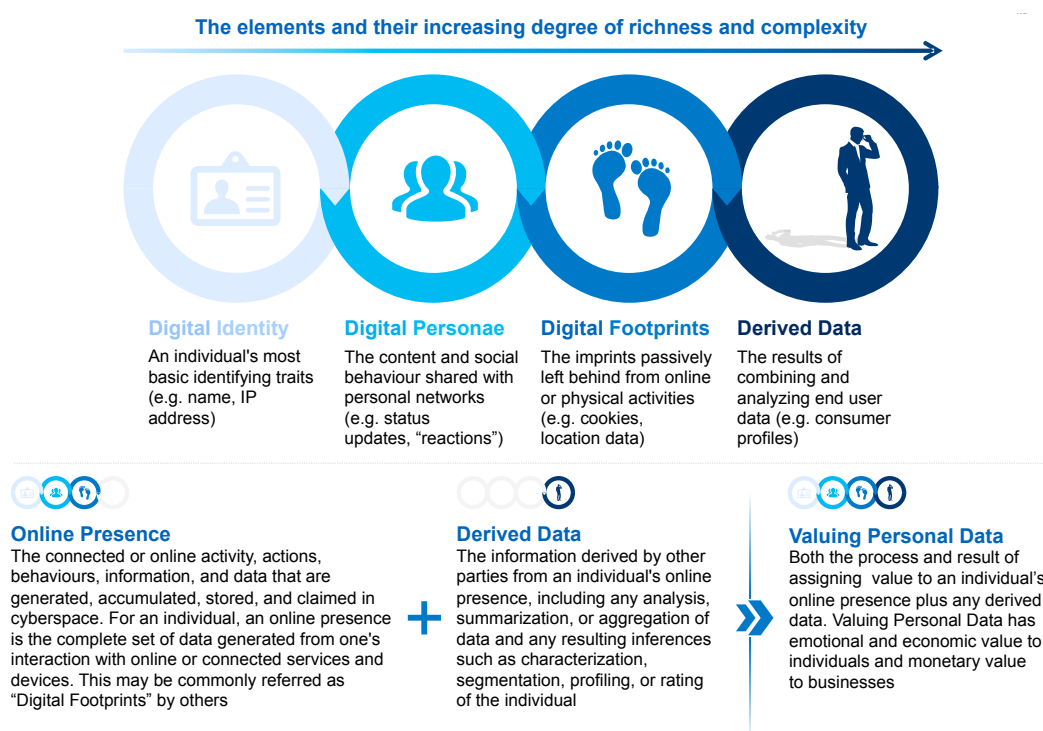 The elements and their increasing degree of richness and complexity
Digital Identity
An individual's most
basic identifying traits
(e.g. name, IP
address)
Digital Personae
The content and social
behaviour shared with
personal networks
(e.g. status
updates, “reactions”)
Digital Footprints
The imprints passively
left behind from online
or physical activities
(e.g. cookies,
location data)
Derived Data
The results of
combining and
analyzing end user
data (e.g. consumer
profiles)
Online Presence
The connected or online activity, actions,
behaviours, information, and data that are
generated, accumulated, stored, and claimed in
cyberspace. For an individual, an online presence
is the complete set of data generated from one's
interaction with online or connected services and
devices. This may be commonly referred as
“Digital Footprints” by others
Derived Data
The information derived by other
parties from an individual's online
presence, including any analysis,
summarization, or aggregation of
data and any resulting inferences
such as characterization,
segmentation, profiling, or rating
of the individual
Valuing Personal Data
Both the process and result of
assigning value to an individual’s
online presence plus any derived
data. Valuing Personal Data has
emotional and economic value to
individuals and monetary value
to businesses